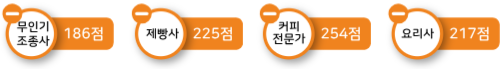 무인기
조종사
186점
제빵사
225점
커피
전문가
254점
요리사
217점